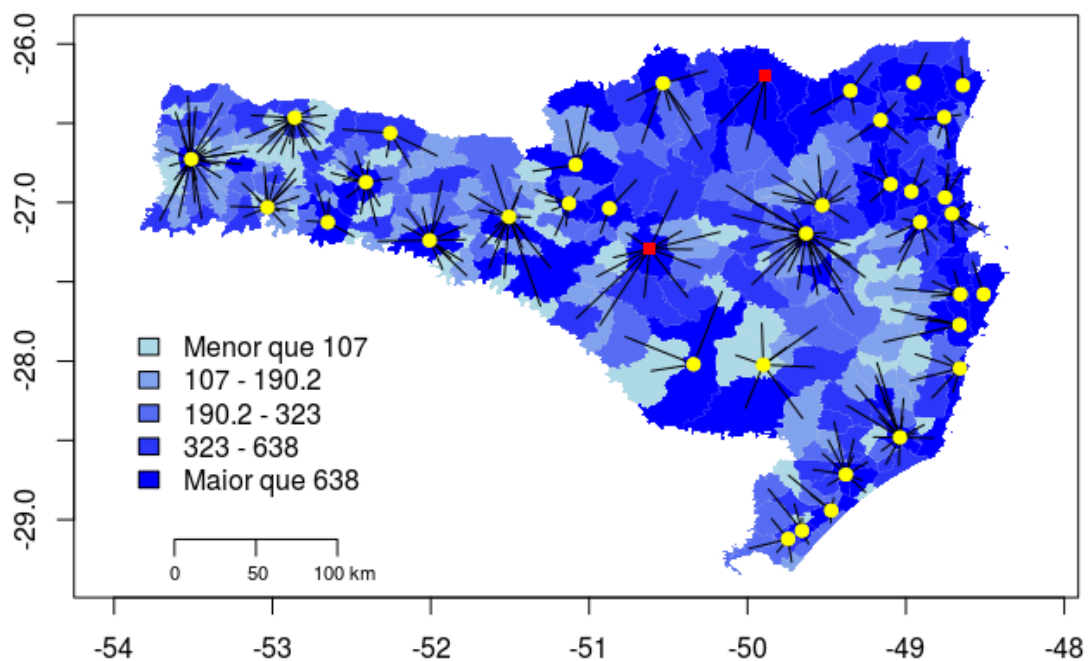 -26.0
-27.0
-28.0
-29.0
Menor que 107
107 - 190.2
190.2 - 323
323 - 638
Maior que 638
0 50 100 km
-54 -53 -52 -51 -50 -49 -48